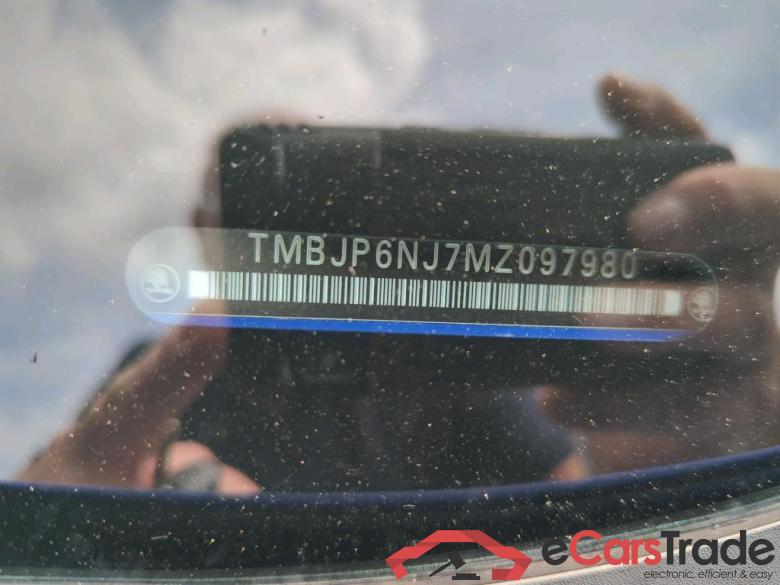 TMBJP6NJ7MZ097980
eCarsTrade
electronic, efficient & easy